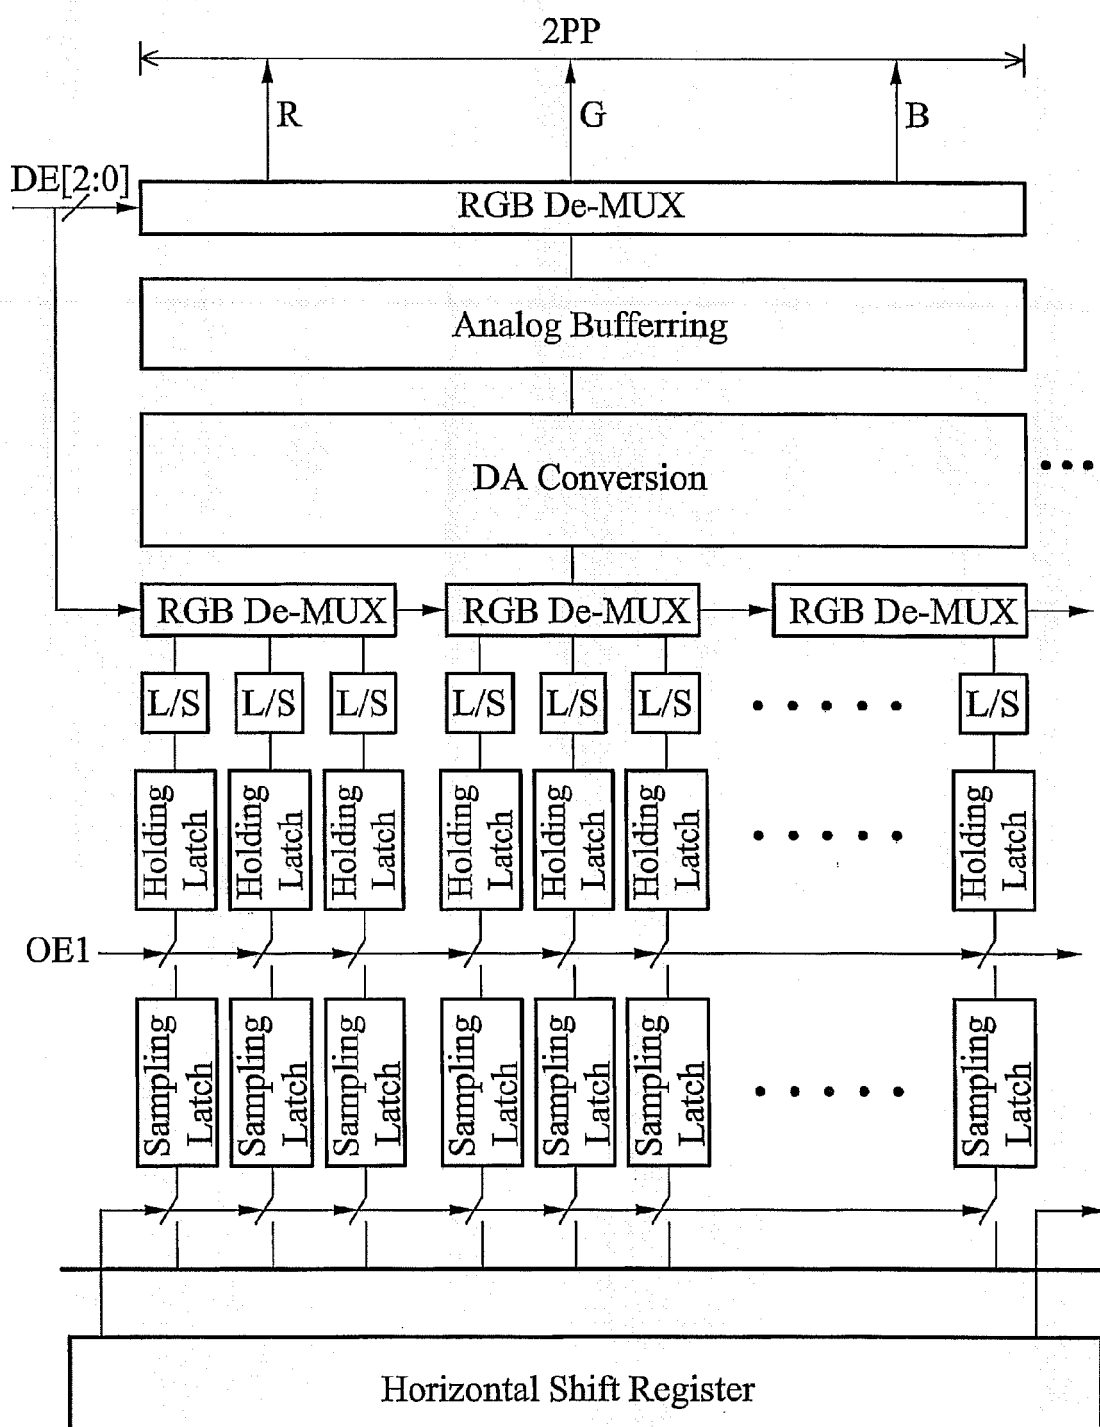 2PP
R G B
DE[2:0]
RGB De-MUX
Analog Bufferring
DA Conversion
RGB De-MUX RGB De-MUX RGB De-MUX
L/S L/S L/S L/S L/S L/S L/S
Holding Latch Holding Latch Holding Latch Holding Latch Holding Latch Holding Latch Holding Latch
OE1
Sampling Latch Sampling Latch Sampling Latch Sampling Latch Sampling Latch Sampling Latch Sampling Latch
Horizontal Shift Register